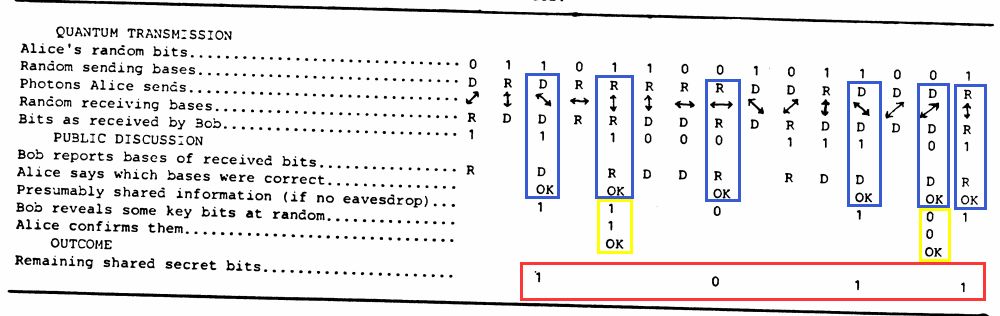 QUANTUM TRANSMISSION
Alice's random bits........................... 0 1 1 0 1 1 0 0 1 0 1 1 0 0 1
Random sending bases.......................... D R D R R R R R D D R D D D R
Photons Alice sends........................... ⤢ ↕ ⤡ ↔ ↕ ↕ ↔ ↔ ⤡ ⤢ ↕ ⤡ ⤢ ⤢ ↕
Random receiving bases........................ R D D R R D D R D R D D D D R
Bits as received by Bob....................... 1 1 1 0 0 0 1 1 1 0 1
PUBLIC DISCUSSION
Bob reports bases of received bits............ R D R D D R R D D D R
Alice says which bases were correct........... OK OK OK OK OK OK
Presumably shared information (if no eavesdrop)... 1 1 0 1 0 1
Bob reveals some key bits at random........... 1 0
Alice confirms them........................... OK OK
OUTCOME
Remaining shared secret bits.................. 1 0 1 1